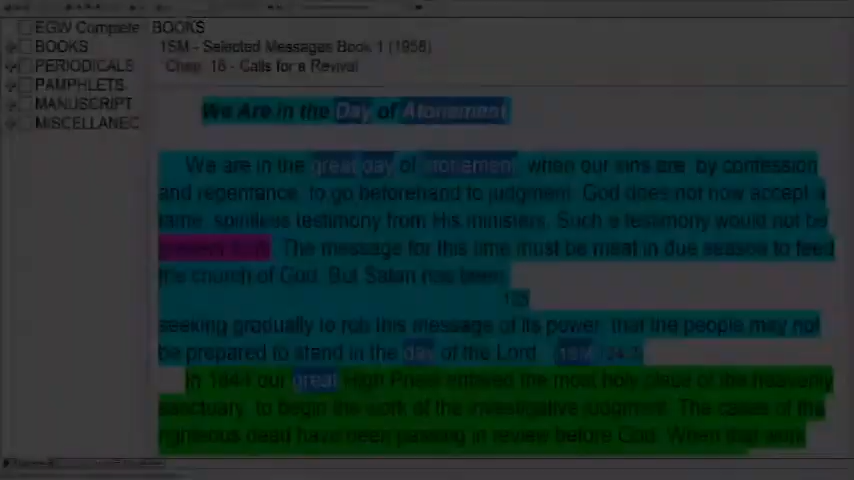 EGW Complete
BOOKS
PERIODICALS
PAMPHLETS
MANUSCRIPT
MISCELLANEC
BOOKS
1SM - Selected Messages Book 1 (1958)
Chap. 18 - Calls for a Revival
We Are in the Day of Atonement
We are in the great day of atonement, when our sins are, by confession
and repentance, to go beforehand to judgment. God does not now accept a
tame, spiritless testimony from His ministers. Such a testimony would not be
The message for this time must be meat in due season to feed
the church of God. But Satan has been
125
seeking gradually to rob this message of its power, that the people may not
be prepared to stand in the day of the Lord.
In 1844 our great High Priest entered the most holy place of the heavenly
sanctuary, to begin the work of the investigative judgment. The cases of the
righteous dead have been passing in review before God. When that work